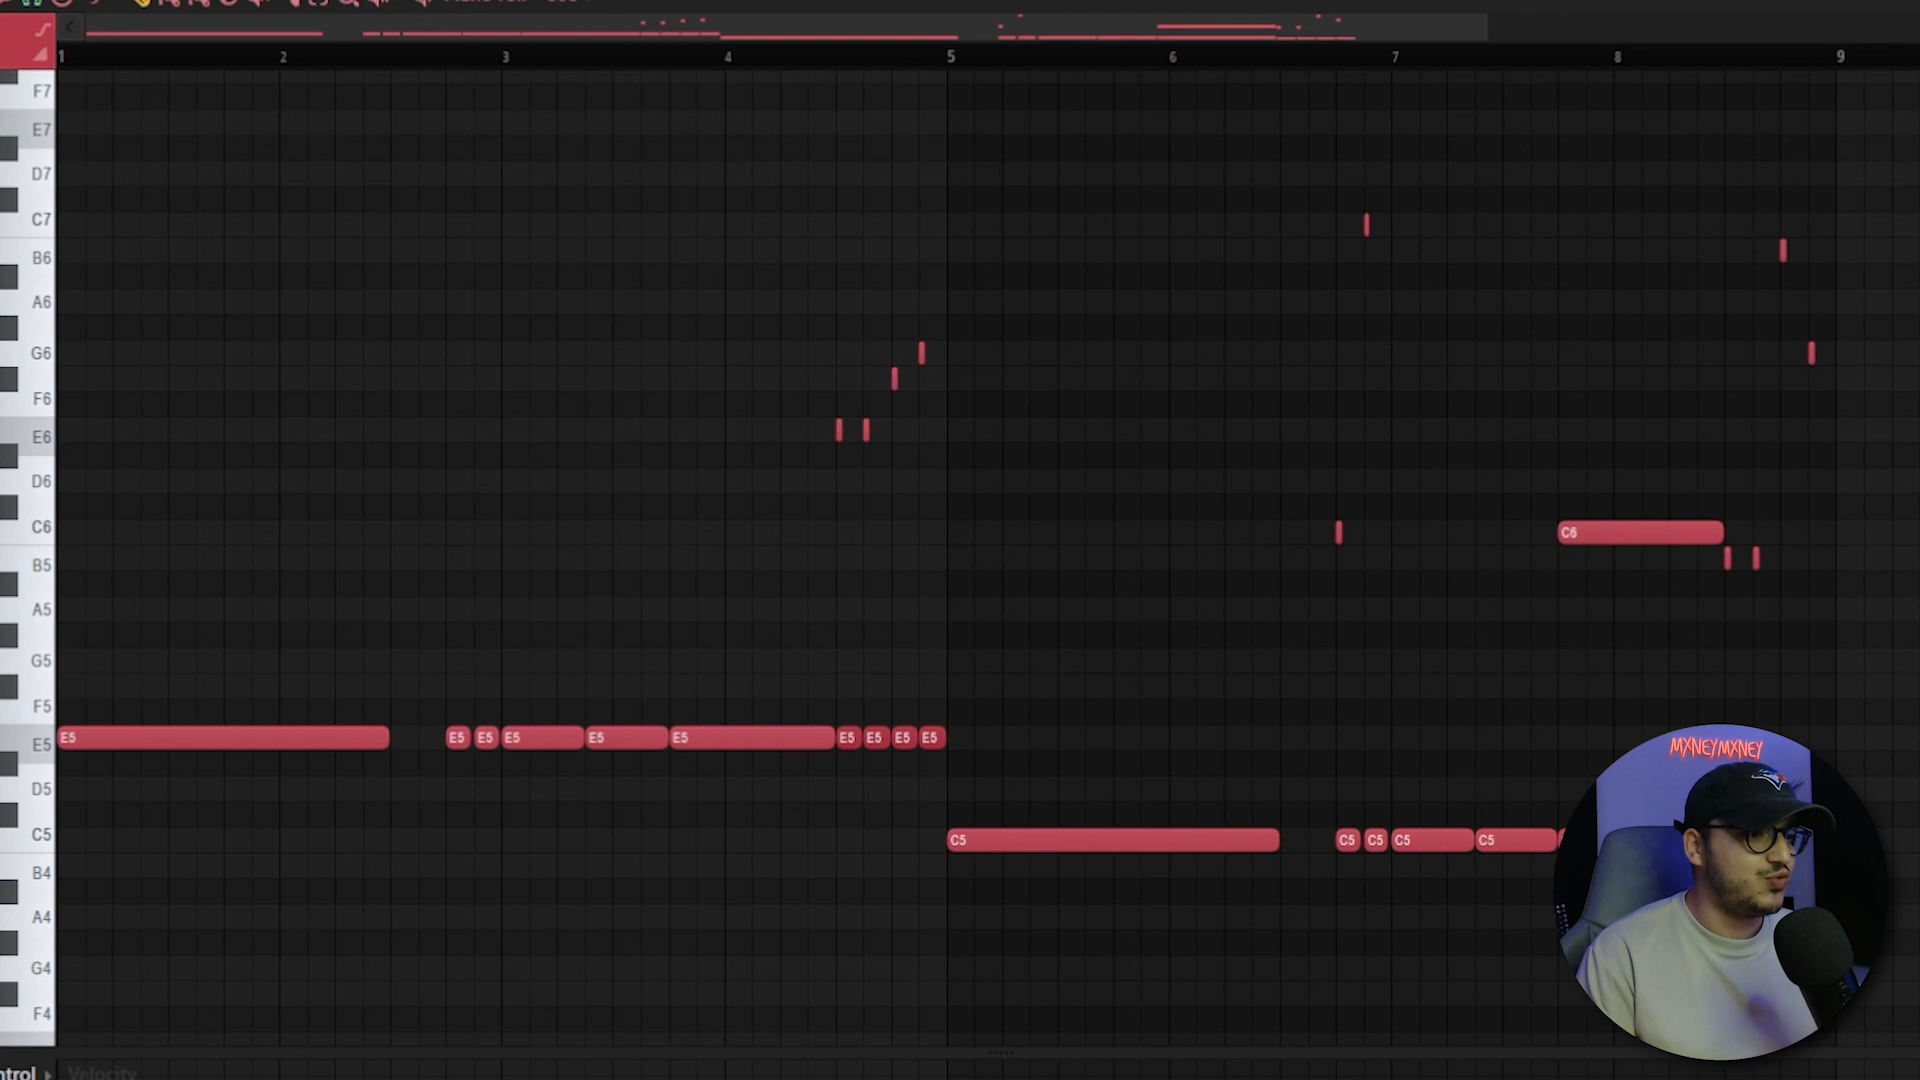 1 2 3 4 5 6 7 8 9
F7
E7
D7
C7
B6
A6
G6
F6
E6
D6
C6
C6
B5
A5
G5
F5
E5
E5 E5 E5 E5 E5 E5 E5 E5 E5 E5
D5
C5
C5 C5 C5 C5 C5
B4
A4
G4
F4
MXNEYMXNEY
ntrol Velocity